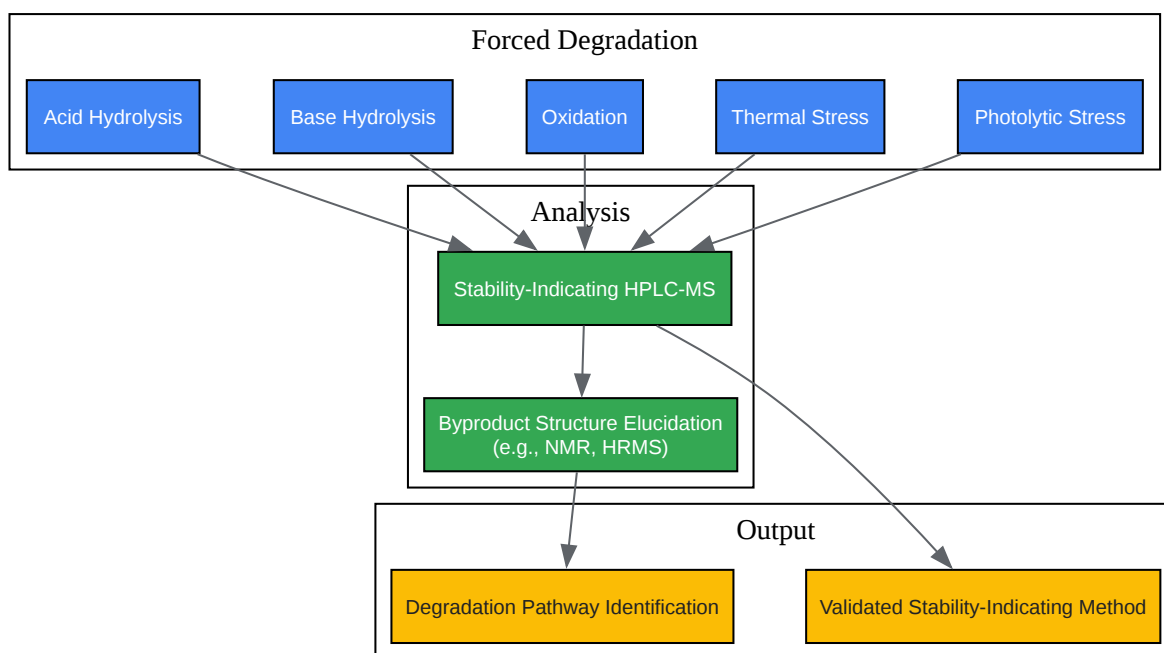 Forced Degradation
Acid Hydrolysis
Base Hydrolysis
Oxidation
Thermal Stress
Photolytic Stress
Analysis
Stability-Indicating HPLC-MS
Byproduct Structure Elucidation
(e.g., NMR, HRMS)
Output
Degradation Pathway Identification
Validated Stability-Indicating Method